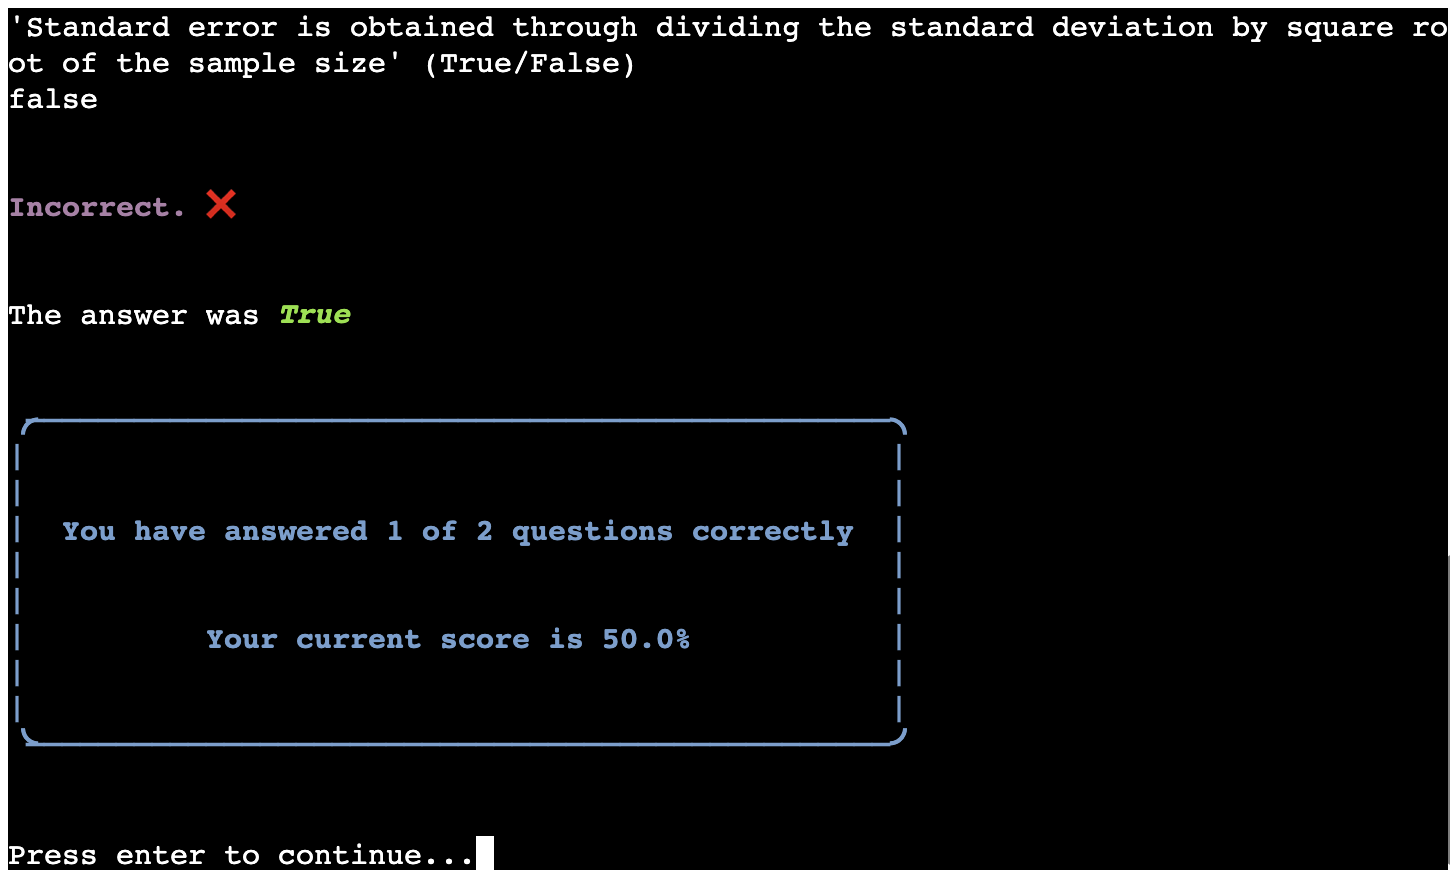 'Standard error is obtained through dividing the standard deviation by square ro
ot of the sample size' (True/False)
false
Incorrect. ❌
The answer was True
You have answered 1 of 2 questions correctly
Your current score is 50.0%
Press enter to continue...